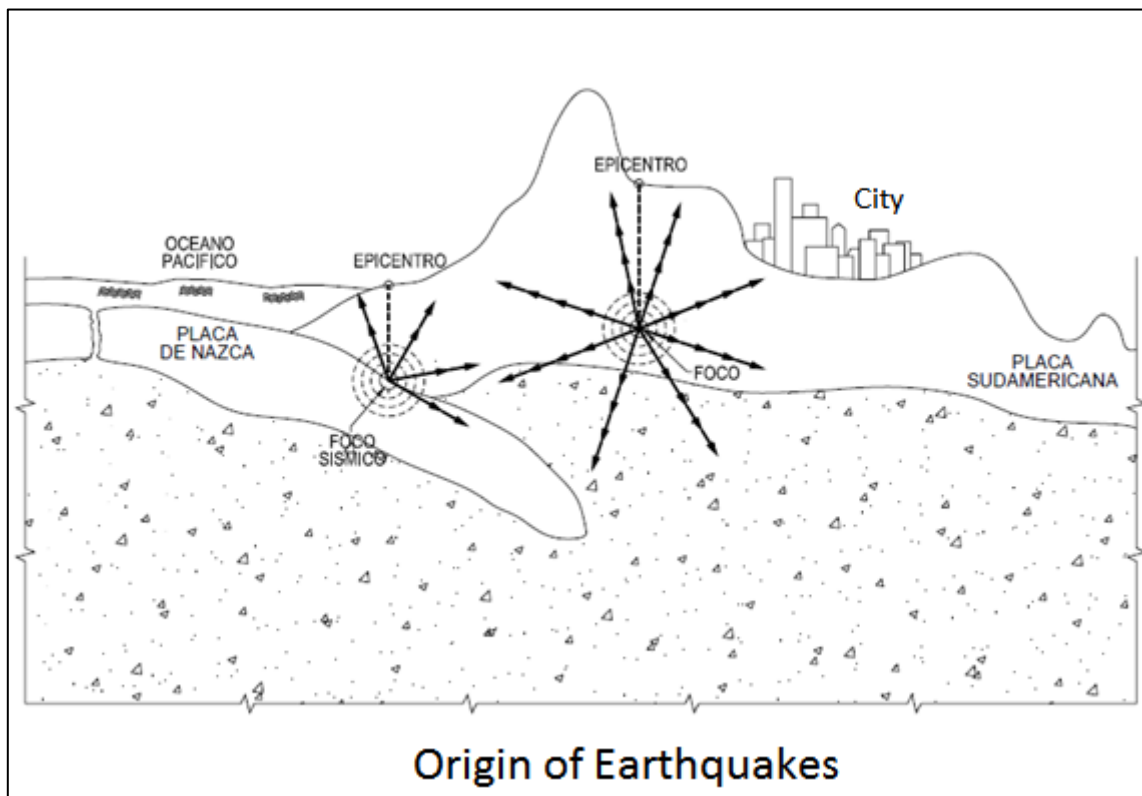 EPICENTRO
City
OCEANO
PACIFICO
EPICENTRO
PLACA
DE NAZCA
FOCO
PLACA
SUDAMERICANA
FOCO
SISMICO
Origin of Earthquakes